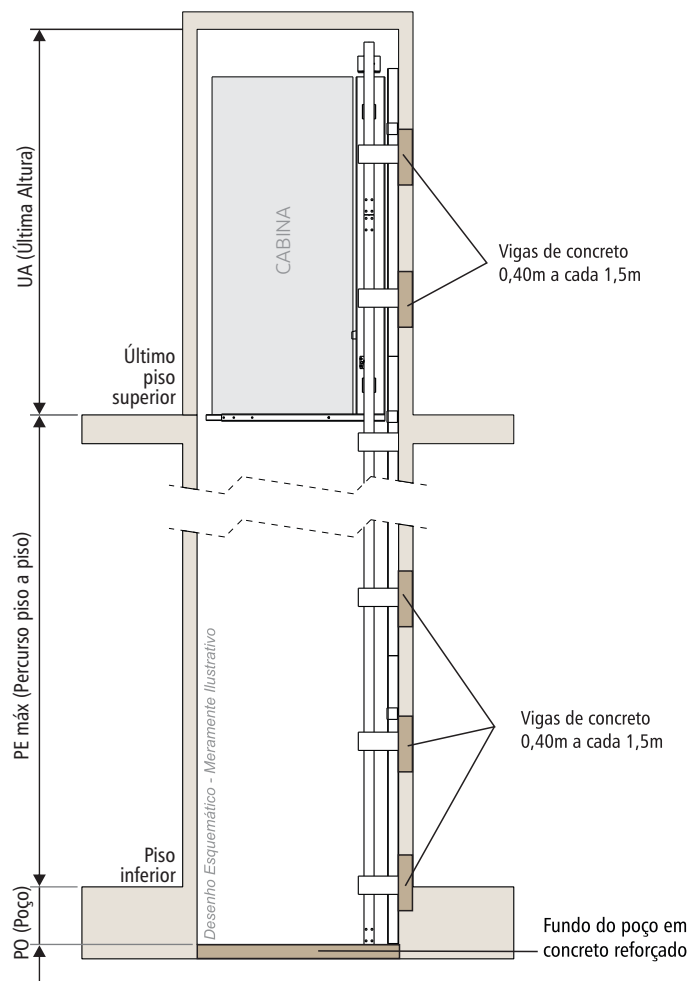 UA (Última Altura)
CABINA
Vigas de concreto
0,40m a cada 1,5m
Último
piso
superior
PE máx (Percurso piso a piso)
Desenho Esquemático - Meramente Ilustrativo
Vigas de concreto
0,40m a cada 1,5m
Piso
inferior
PO (Poço)
Fundo do poço em
concreto reforçado